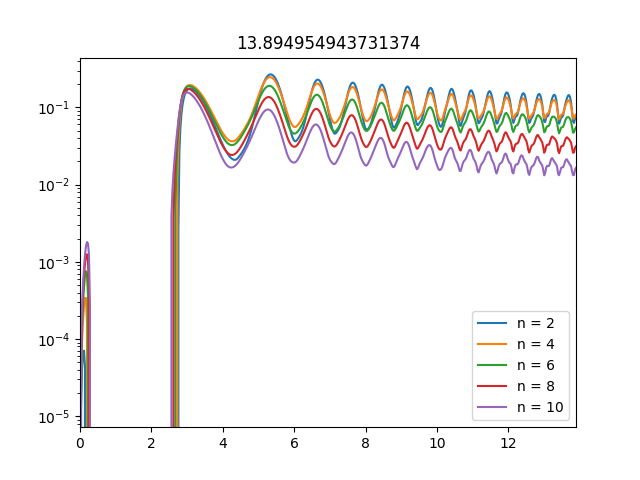 13.894954943731374
10⁻¹
10⁻²
10⁻³
10⁻⁴
10⁻⁵
n = 2
n = 4
n = 6
n = 8
n = 10
0 2 4 6 8 10 12